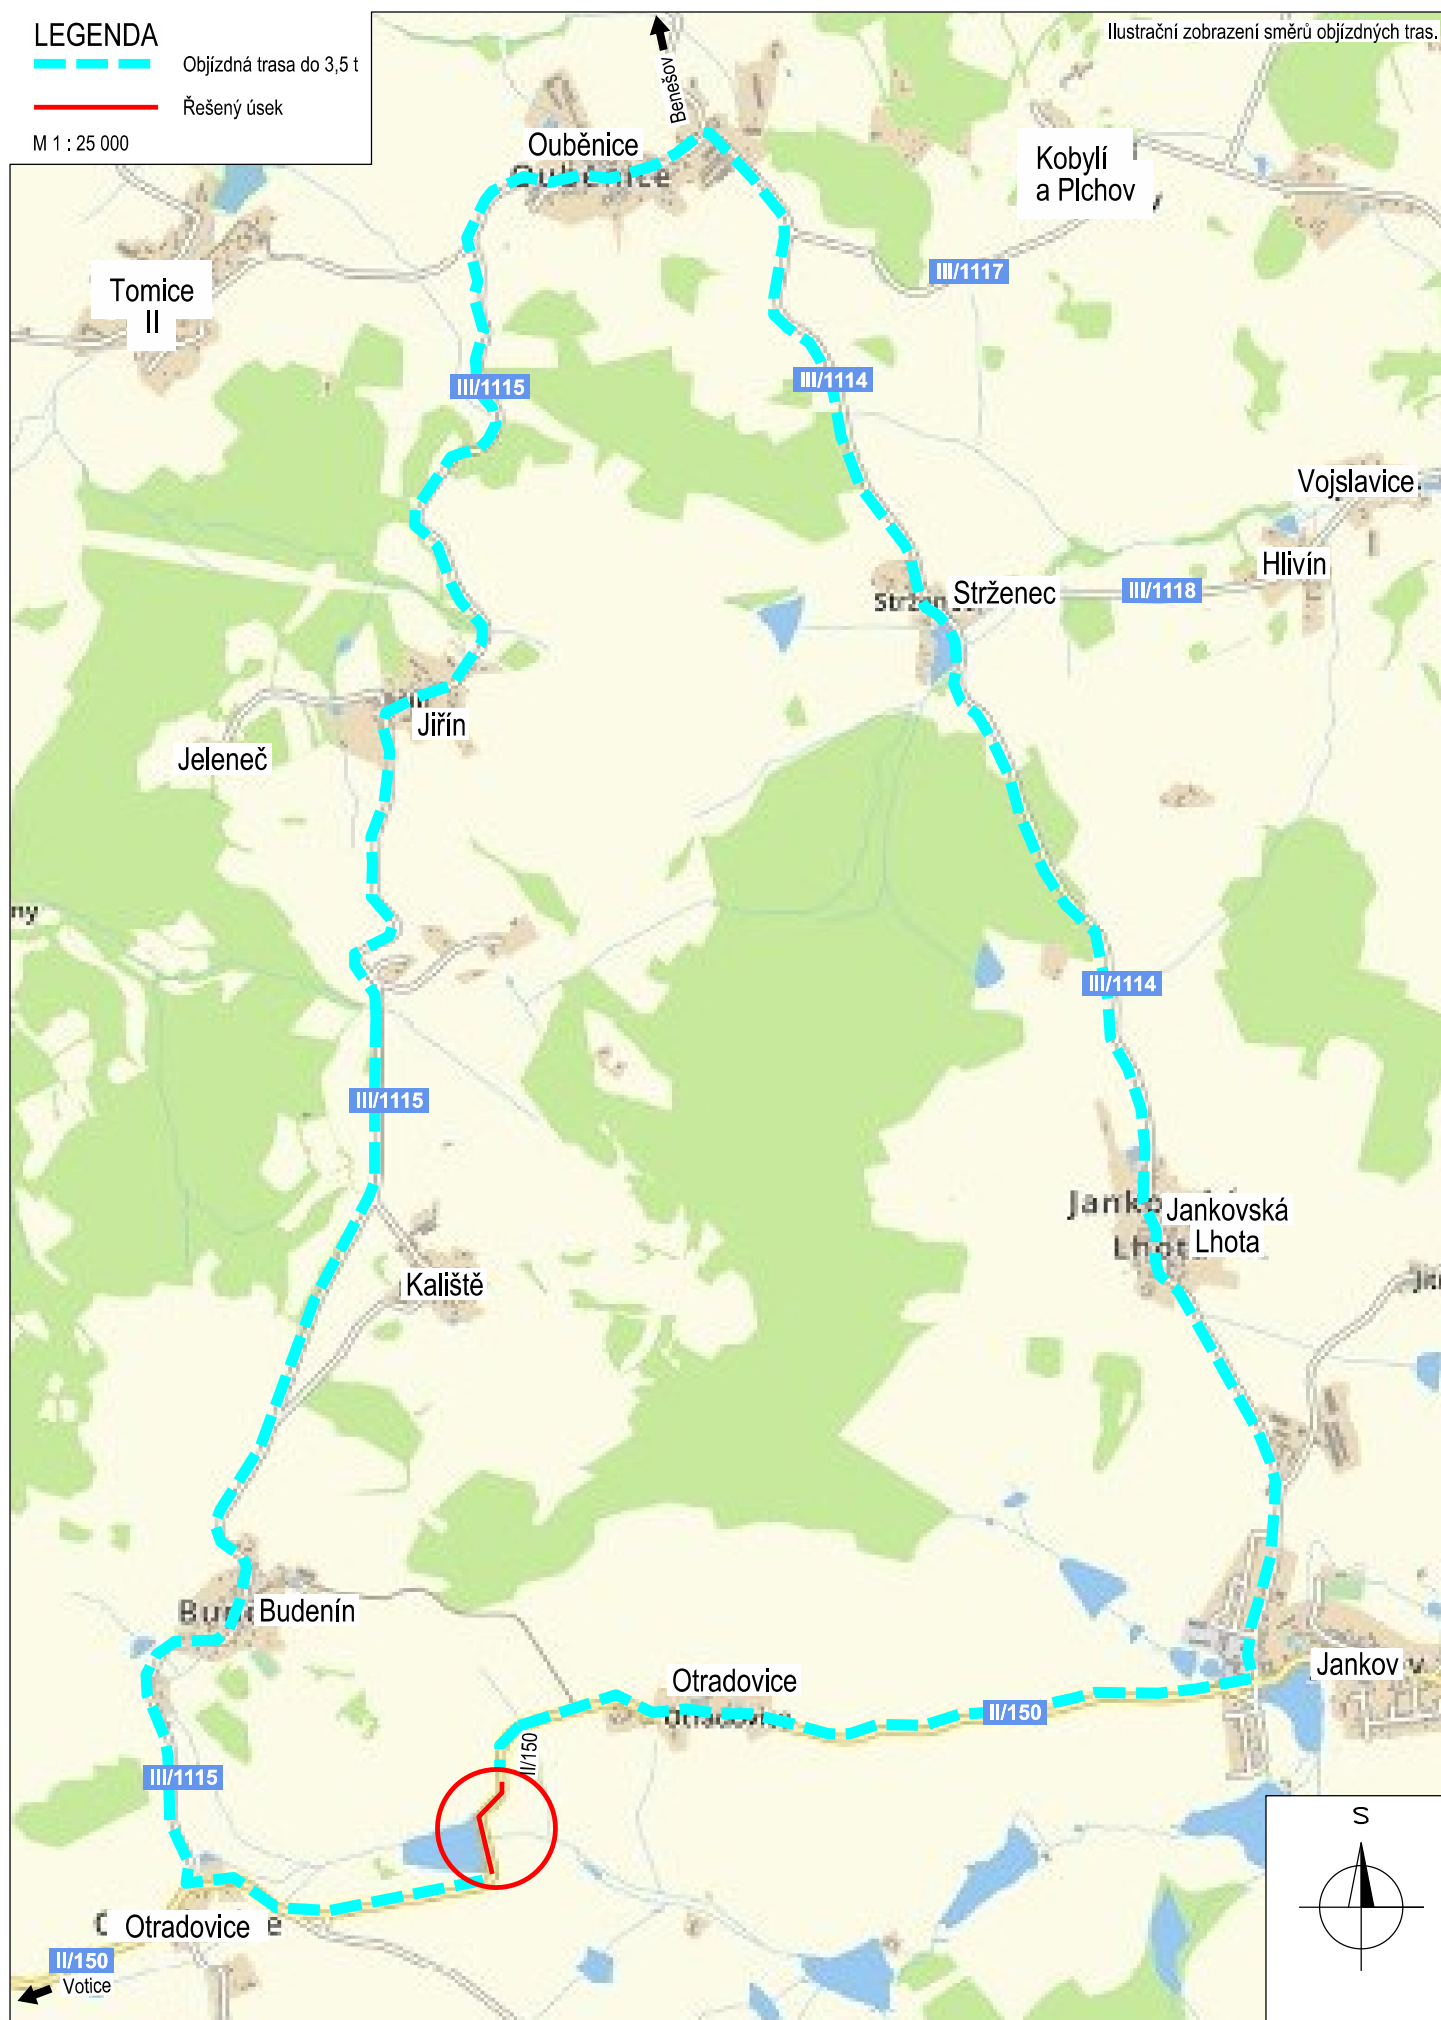 LEGENDA
Objízdná trasa do 3,5 t
Řešený úsek
M 1 : 25 000
Ilustrační zobrazení směrů objízdných tras.
Benešov
Ouběnice
Kobylí
a Plchov
III/1117
Tomice
II
III/1115
III/1114
Vojslavice
Hlivín
Strženec
III/1118
Jiřín
Jeleneč
ny
III/1114
III/1115
Jankovská
Lhota
Kaliště
Budenín
Otradovice
Jankov
II/150
II/150
III/1115
S
Otradovice
II/150
Votice